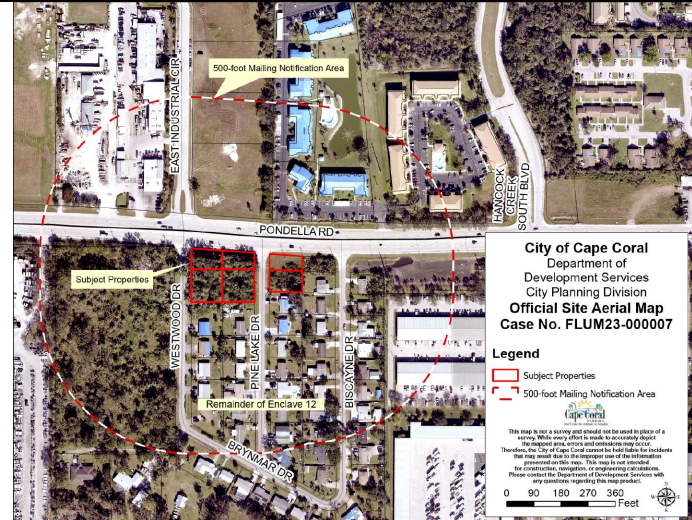 500-foot Mailing Notification Area
EAST INDUSTRIAL CIR
HANCOCK
CREEK
SOUTH BLVD
PONDELLA RD
Subject Properties
WESTWOOD DR
PINE LAKE DR
BISCAYNE DR
Remainder of Enclave 12
BRYNMAR DR
City of Cape Coral
Department of
Development Services
City Planning Division
Official Site Aerial Map
Case No. FLUM23-000007
Legend
Subject Properties
500-foot Mailing Notification Area
Cape Coral
This map is not a survey and should not be used in place of a
survey. While every effort is made to accurately depict
the mapped area, errors and omissions may occur.
Therefore, the City of Cape Coral cannot be held liable for incidents
that may result due to the improper use of the information
presented on this map. This map is not intended
for construction, navigation, or engineering calculations.
Please contact the Department of Development Services with
any questions regarding this map product.
0 90 180 270 360
Feet